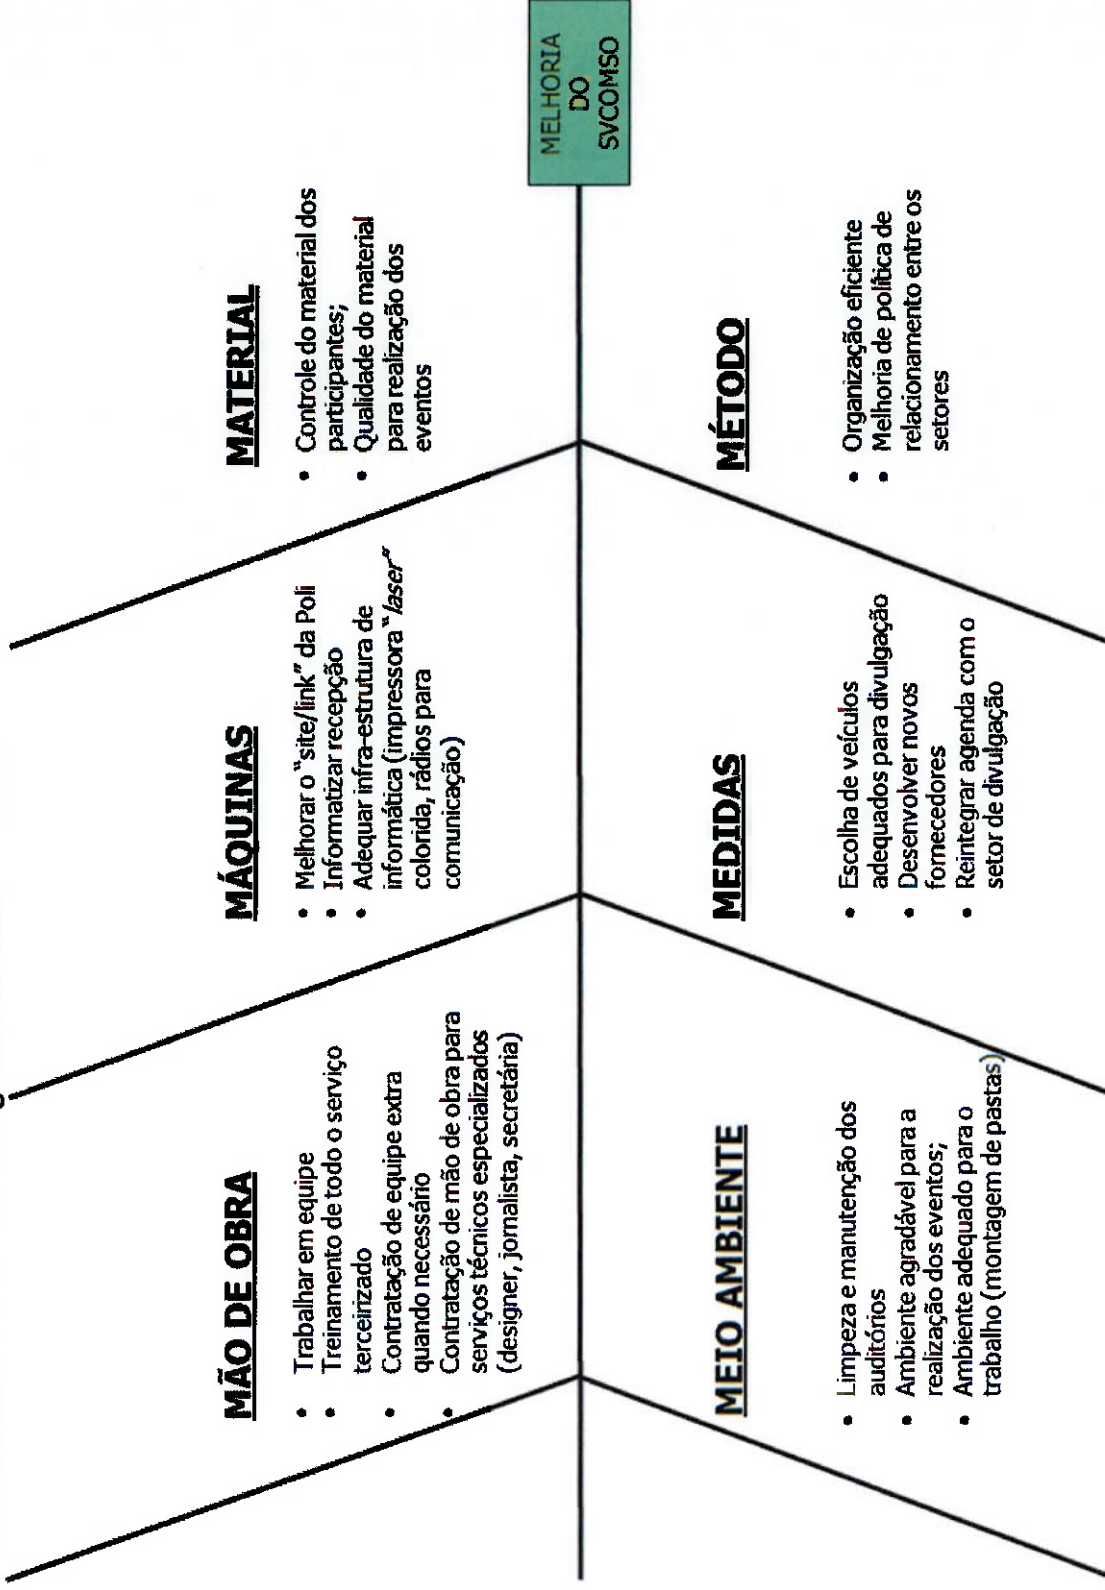 MÃO DE OBRA
• Trabalhar em equipe
• Treinamento de todo o serviço
terceirizado
• Contratação de equipe extra
quando necessário
• Contratação de mão de obra para
serviços técnicos especializados
(designer, jornalista, secretária)
MÁQUINAS
• Melhorar o "site/link" da Poli
• Informatizar recepção
• Adequar infra-estrutura de
informática (impressora "laser"
colorida, rádios para
comunicação)
MATERIAL
• Controle do material dos
participantes;
• Qualidade do material
para realização dos
eventos
MELHORIA
DO
SVCOMSO
MEIO AMBIENTE
• Limpeza e manutenção dos
auditórios
• Ambiente agradável para a
realização dos eventos;
• Ambiente adequado para o
trabalho (montagem de pastas)
MEDIDAS
• Escolha de veículos
adequados para divulgação
• Desenvolver novos
fornecedores
• Reintegrar agenda com o
setor de divulgação
MÉTODO
• Organização eficiente
• Melhoria de política de
relacionamento entre os
setores